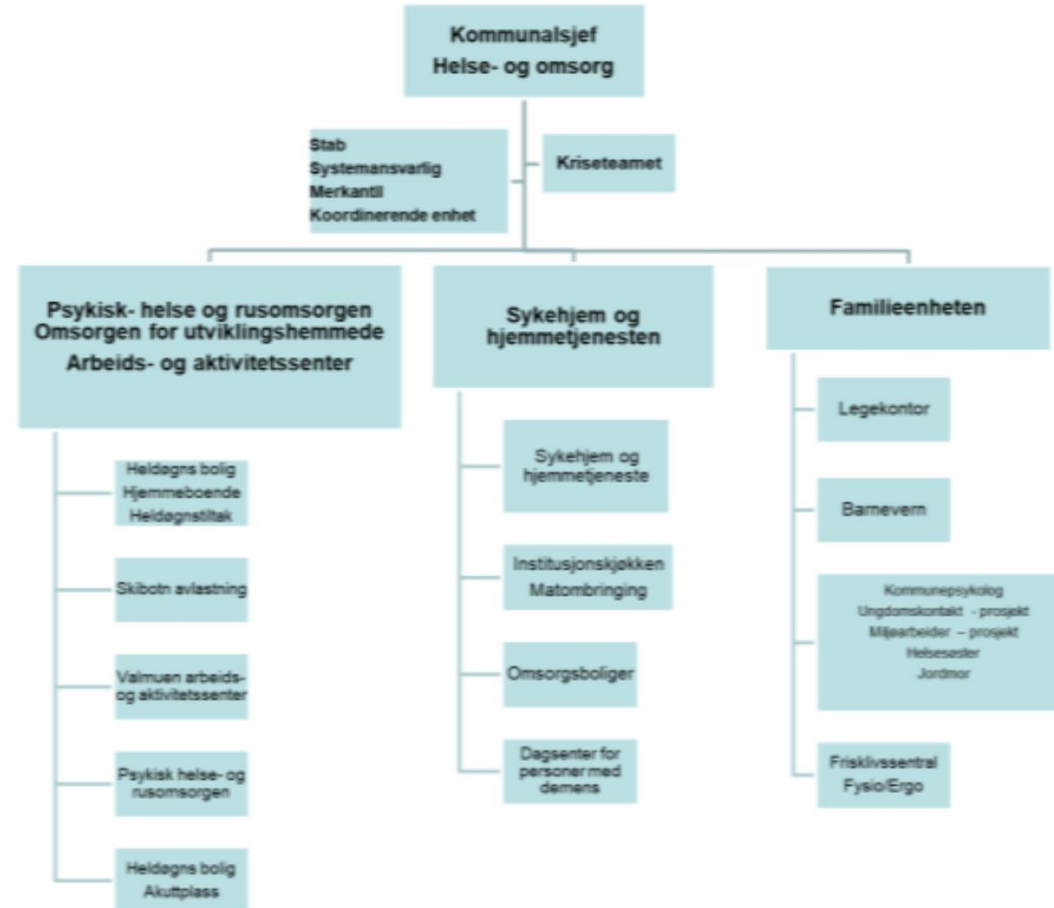 Kommunalsjef
Helse- og omsorg
Stab
Systemansvarlig
Merkantil
Koordinerende enhet
Kriseteamet
Psykisk- helse og rusomsorgen
Omsorgen for utviklingshemmede
Arbeids- og aktivitetssenter
Heldøgns bolig
Hjemmeboende
Heldøgnstiltak
Skibotn avlastning
Valmuen arbeids-
og aktivitetssenter
Psykisk helse- og
rusomsorgen
Heldøgns bolig
Akuttplass
Sykehjem og
hjemmetjenesten
Sykehjem og
hjemmetjeneste
Institusjonskjøkken
Matombringing
Omsorgsboliger
Dagsenter for
personer med
demens
Familieenheten
Legekontor
Barnevern
Kommunepsykolog
Ungdomskontakt - prosjekt
Miljøarbeider – prosjekt
Helsesøster
Jordmor
Frisklivssentral
Fysio/Ergo